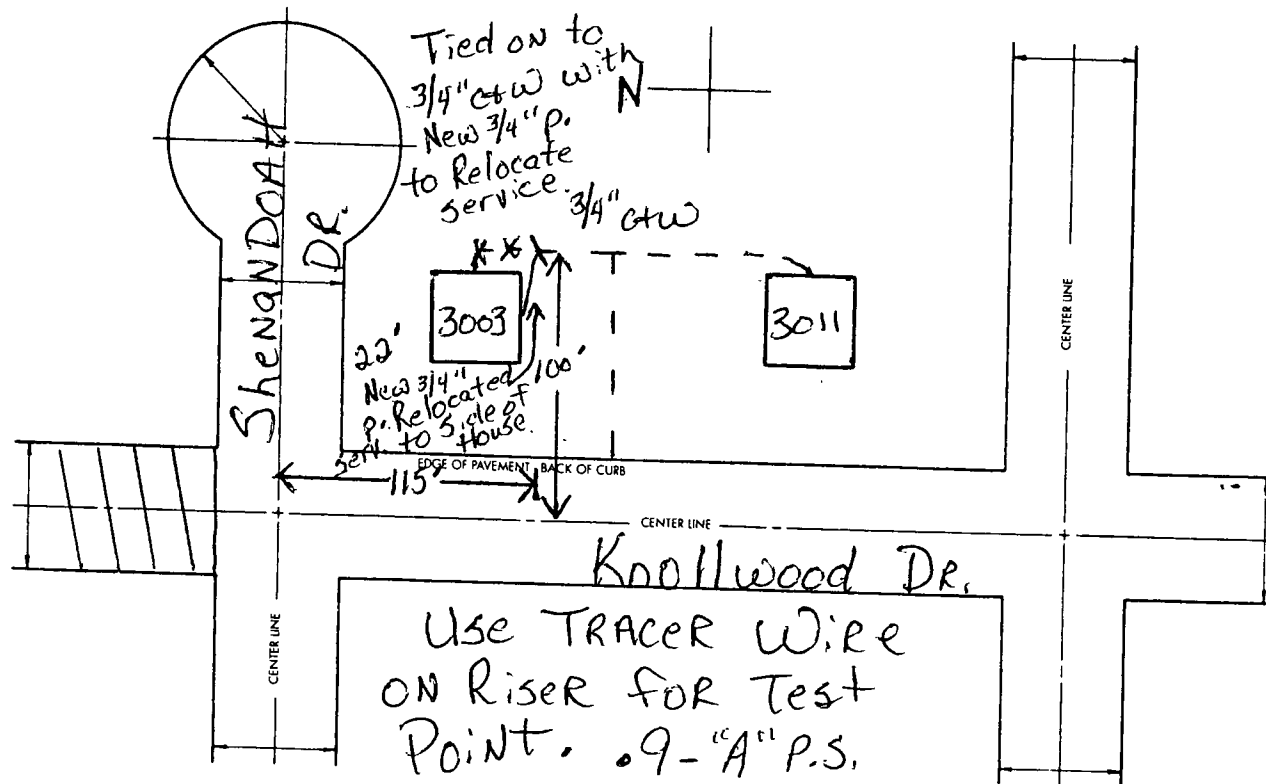 Tied on to
3/4" c+w with
New 3/4" p.
to Relocate
service.
N
3/4" c+w
ShenanDOAH
DR.
3003
3011
22'
New 3/4"
p. Relocated
serv. to Side of
House.
100'
EDGE OF PAVEMENT BACK OF CURB
115'
CENTER LINE
CENTER LINE
CENTER LINE
Knollwood DR.
Use TRACER WiRe
ON RiseR foR Test
PoiNt. .9-"A" P.S.